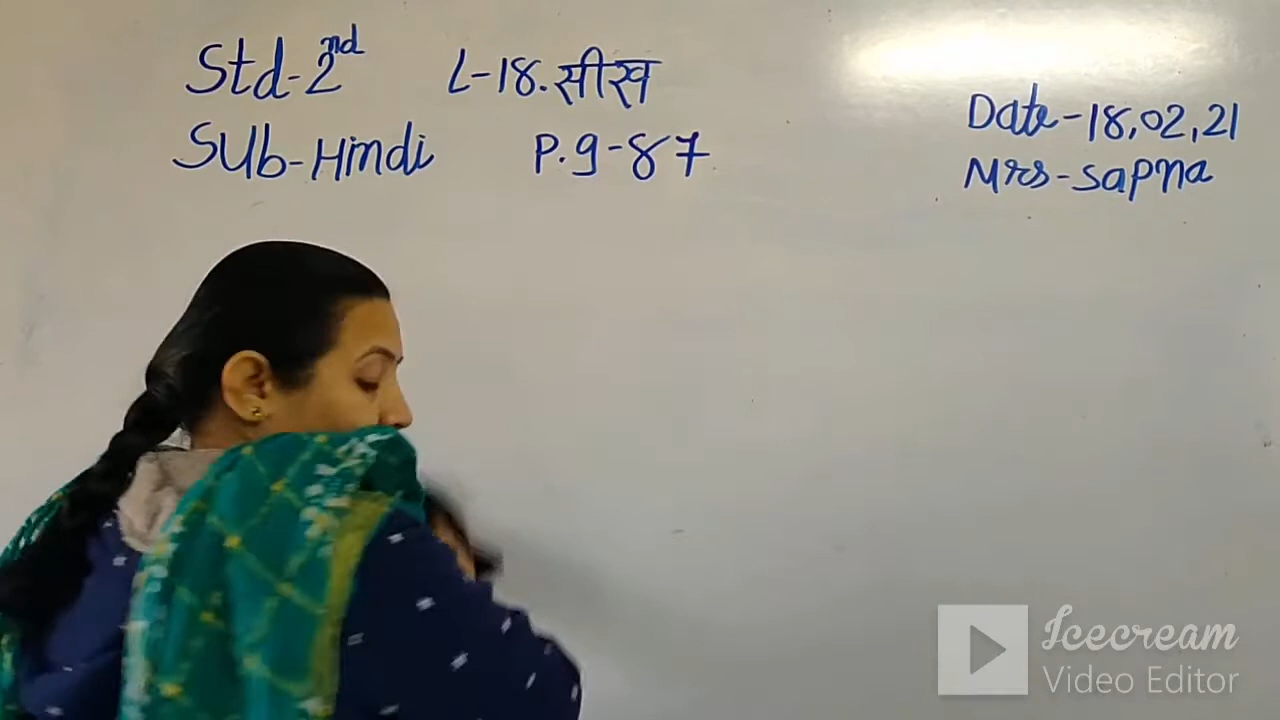 Std-2nd L-18.सीख
Sub-Hindi P.g-87
Date-18,02,21
Mrs-sapna
Icecream
Video Editor